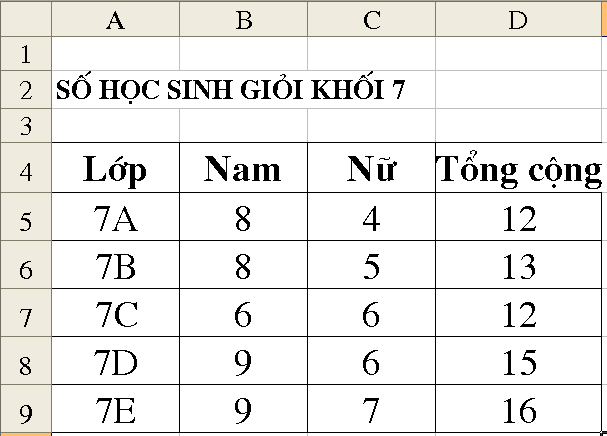 A B C D
1
2 SỐ HỌC SINH GIỎI KHỐI 7
3
4 Lớp Nam Nữ Tổng cộng
5 7A 8 4 12
6 7B 8 5 13
7 7C 6 6 12
8 7D 9 6 15
9 7E 9 7 16